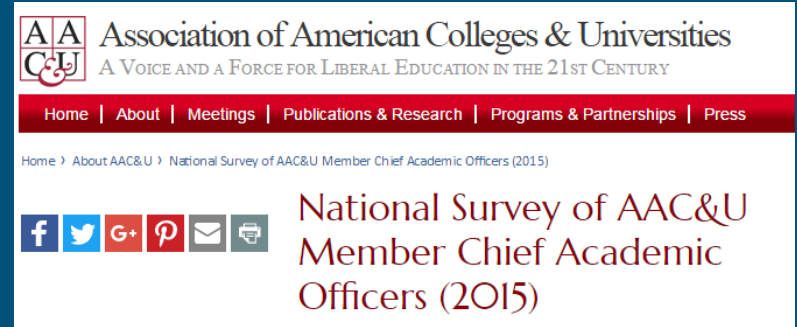 AAC&U
Association of American Colleges & Universities
A VOICE AND A FORCE FOR LIBERAL EDUCATION IN THE 21ST CENTURY
Home | About | Meetings | Publications & Research | Programs & Partnerships | Press
Home › About AAC&U › National Survey of AAC&U Member Chief Academic Officers (2015)
f G+
National Survey of AAC&U
Member Chief Academic
Officers (2015)